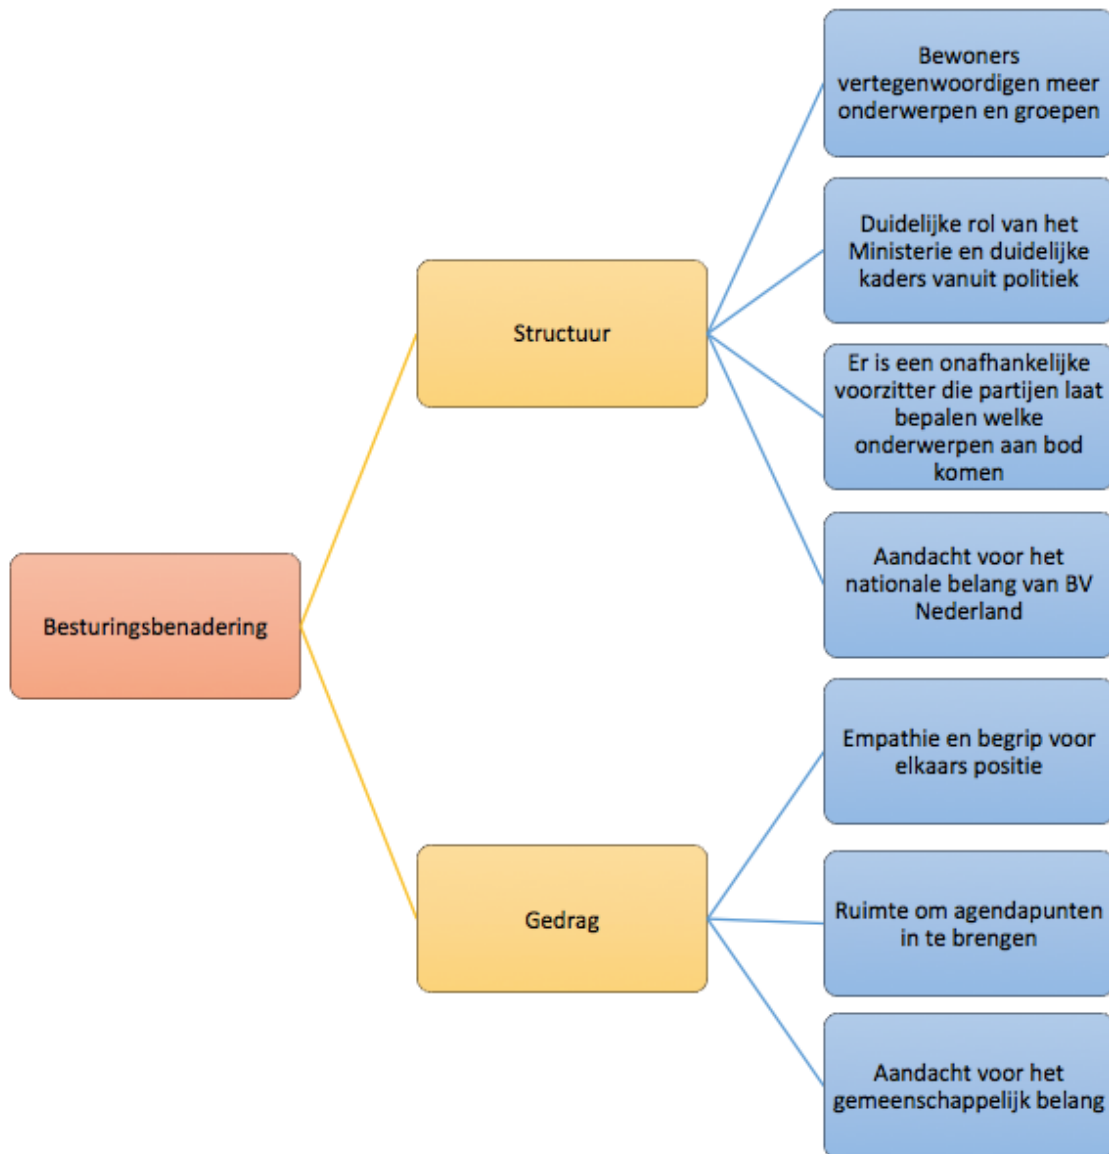 Bewoners
vertegenwoordigen meer
onderwerpen en groepen
Duidelijke rol van het
Ministerie en duidelijke
kaders vanuit politiek
Structuur
Er is een onafhankelijke
voorzitter die partijen laat
bepalen welke
onderwerpen aan bod
komen
Aandacht voor het
nationale belang van BV
Nederland
Besturingsbenadering
Empathie en begrip voor
elkaars positie
Gedrag
Ruimte om agendapunten
in te brengen
Aandacht voor het
gemeenschappelijk belang